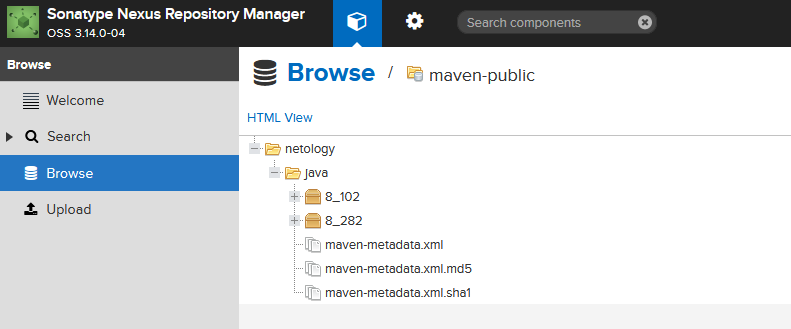 Sonatype Nexus Repository Manager
OSS 3.14.0-04
Search components
Browse
Welcome
Search
Browse
Upload
Browse / maven-public
HTML View
netology
java
8_102
8_282
maven-metadata.xml
maven-metadata.xml.md5
maven-metadata.xml.sha1